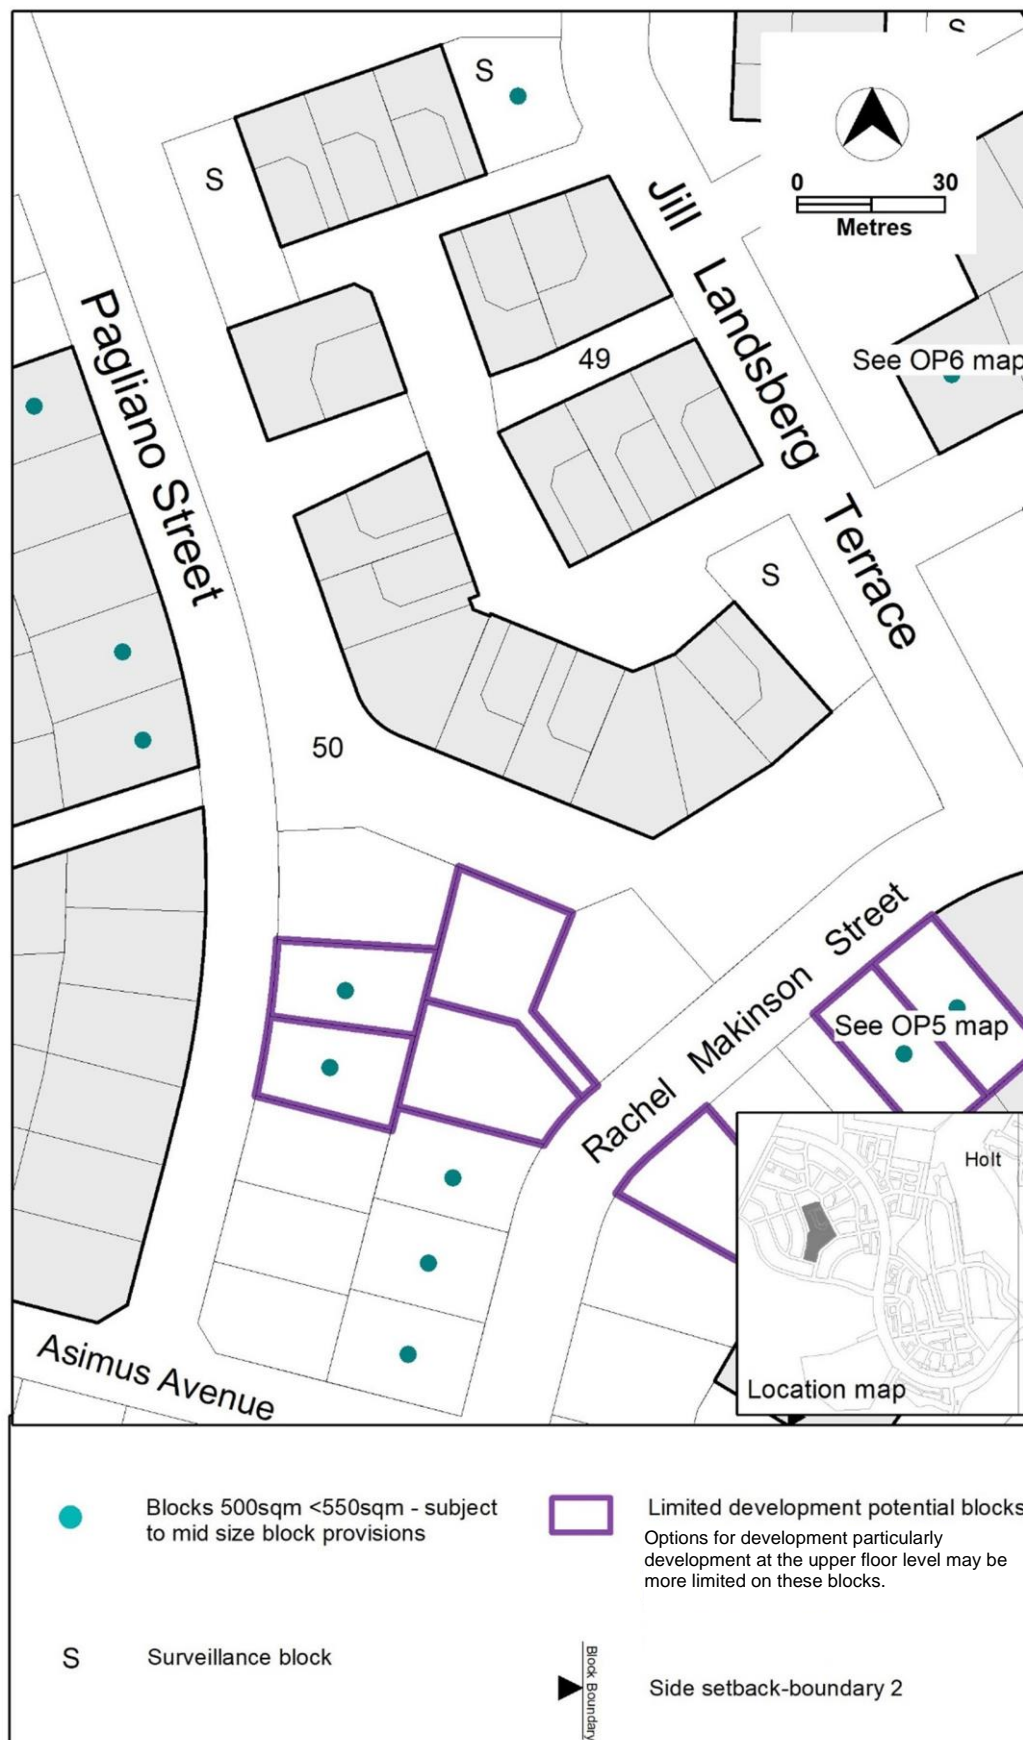 S
S
S
0 30
Metres
Jill Landsberg Terrace
Pagliano Street
49
See OP6 map
S
50
Rachel Makinson Street
See OP5 map
Holt
Location map
Asimus Avenue
Blocks 500sqm <550sqm - subject
to mid size block provisions
Limited development potential blocks
Options for development particularly
development at the upper floor level may be
more limited on these blocks.
S Surveillance block
Block Boundary
Side setback-boundary 2